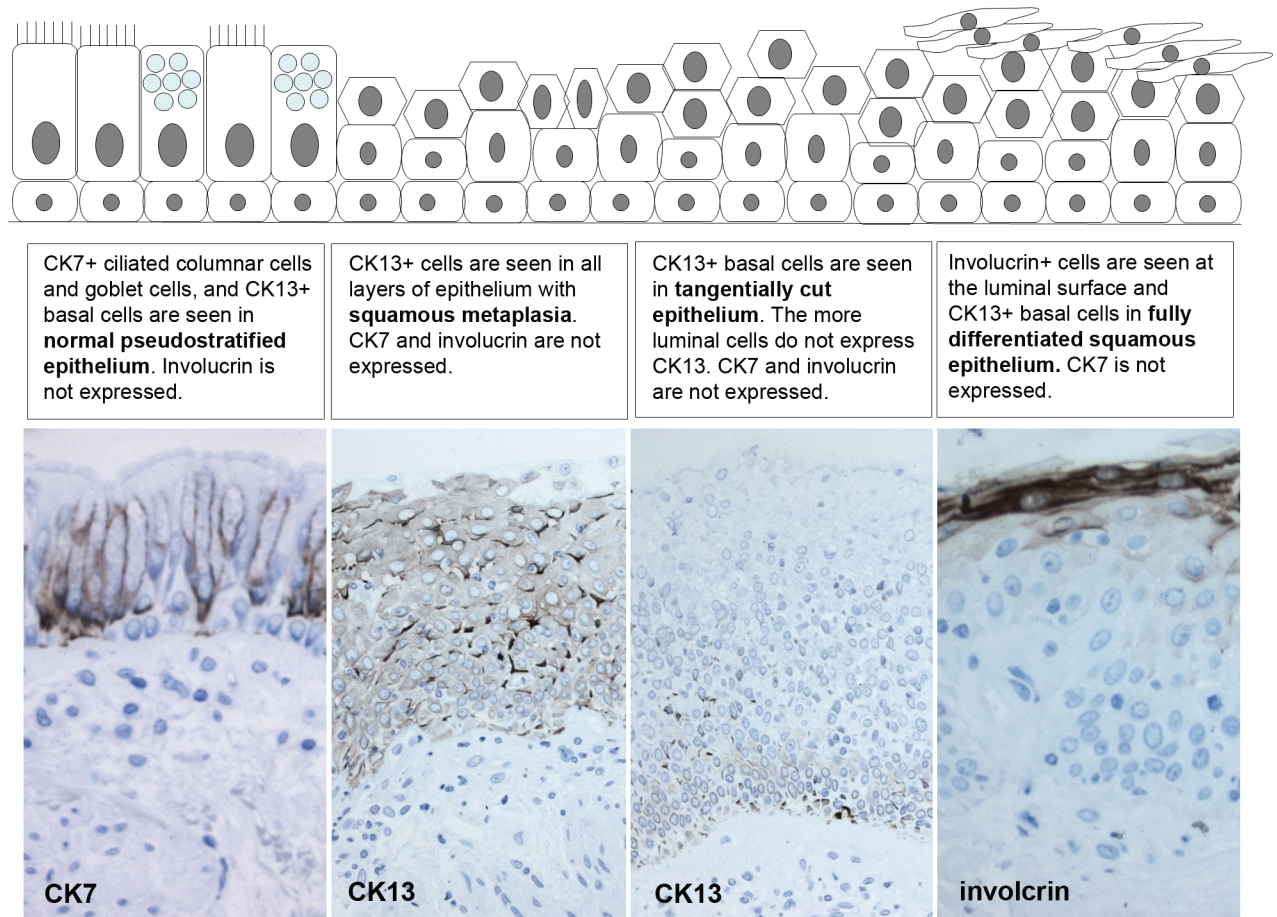 CK7+ ciliated columnar cells
and goblet cells, and CK13+
basal cells are seen in
normal pseudostratified
epithelium. Involucrin is
not expressed.
CK13+ cells are seen in all
layers of epithelium with
squamous metaplasia.
CK7 and involucrin are not
expressed.
CK13+ basal cells are seen
in tangentially cut
epithelium. The more
luminal cells do not express
CK13. CK7 and involucrin
are not expressed.
Involucrin+ cells are seen at
the luminal surface and
CK13+ basal cells in fully
differentiated squamous
epithelium. CK7 is not
expressed.
CK7
CK13
CK13
involcrin